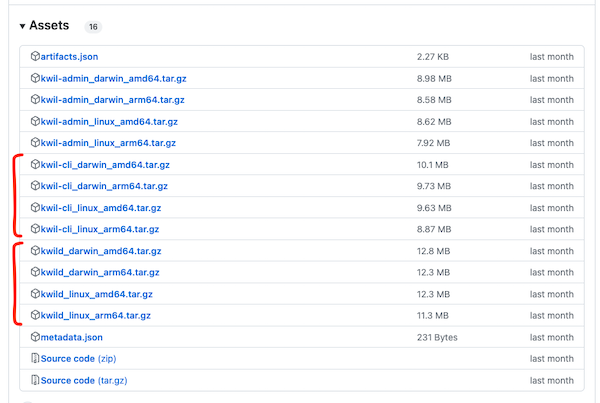 Assets 16
artifacts.json 2.27 KB last month
kwil-admin_darwin_amd64.tar.gz 8.98 MB last month
kwil-admin_darwin_arm64.tar.gz 8.58 MB last month
kwil-admin_linux_amd64.tar.gz 8.62 MB last month
kwil-admin_linux_arm64.tar.gz 7.92 MB last month
kwil-cli_darwin_amd64.tar.gz 10.1 MB last month
kwil-cli_darwin_arm64.tar.gz 9.73 MB last month
kwil-cli_linux_amd64.tar.gz 9.63 MB last month
kwil-cli_linux_arm64.tar.gz 8.87 MB last month
kwild_darwin_amd64.tar.gz 12.8 MB last month
kwild_darwin_arm64.tar.gz 12.3 MB last month
kwild_linux_amd64.tar.gz 12.3 MB last month
kwild_linux_arm64.tar.gz 11.3 MB last month
metadata.json 231 Bytes last month
Source code (zip) last month
Source code (tar.gz) last month